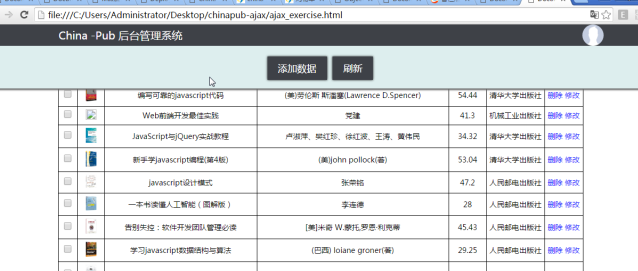 file:///C:/Users/Administrator/Desktop/chinapub-ajax/ajax_exercise.html
China -Pub 后台管理系统
添加数据 刷新
编写可靠的javascript代码 (美)劳伦斯 斯潘塞(Lawrence D.Spencer) 54.44 清华大学出版社 删除 修改
Web前端开发最佳实践 党建 41.3 机械工业出版社 删除 修改
JavaScript与jQuery实战教程 卢淑萍、樊红珍、徐红波、王涛、黄伟民 34.32 清华大学出版社 删除 修改
新手学javascript编程(第4版) (美)john pollock(著) 53.04 清华大学出版社 删除 修改
javascript设计模式 张荣铭 47.2 人民邮电出版社 删除 修改
一本书读懂人工智能（图解版） 李连德 28 人民邮电出版社 删除 修改
告别失控：软件开发团队管理必读 [美]米奇 W.蒙托,罗恩·利克蒂 45.43 人民邮电出版社 删除 修改
学习javascript数据结构与算法 (巴西) loiane groner(著) 29.25 人民邮电出版社 删除 修改